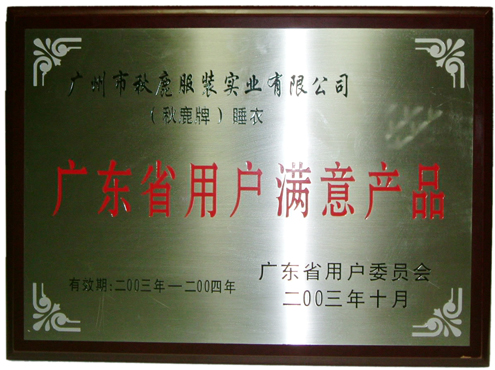 广州市秋鹿服装实业有限公司
（秋鹿牌）睡衣
广东省用户满意产品
广东省用户委员会
有效期:二00三年—二00四年
二00三年十月